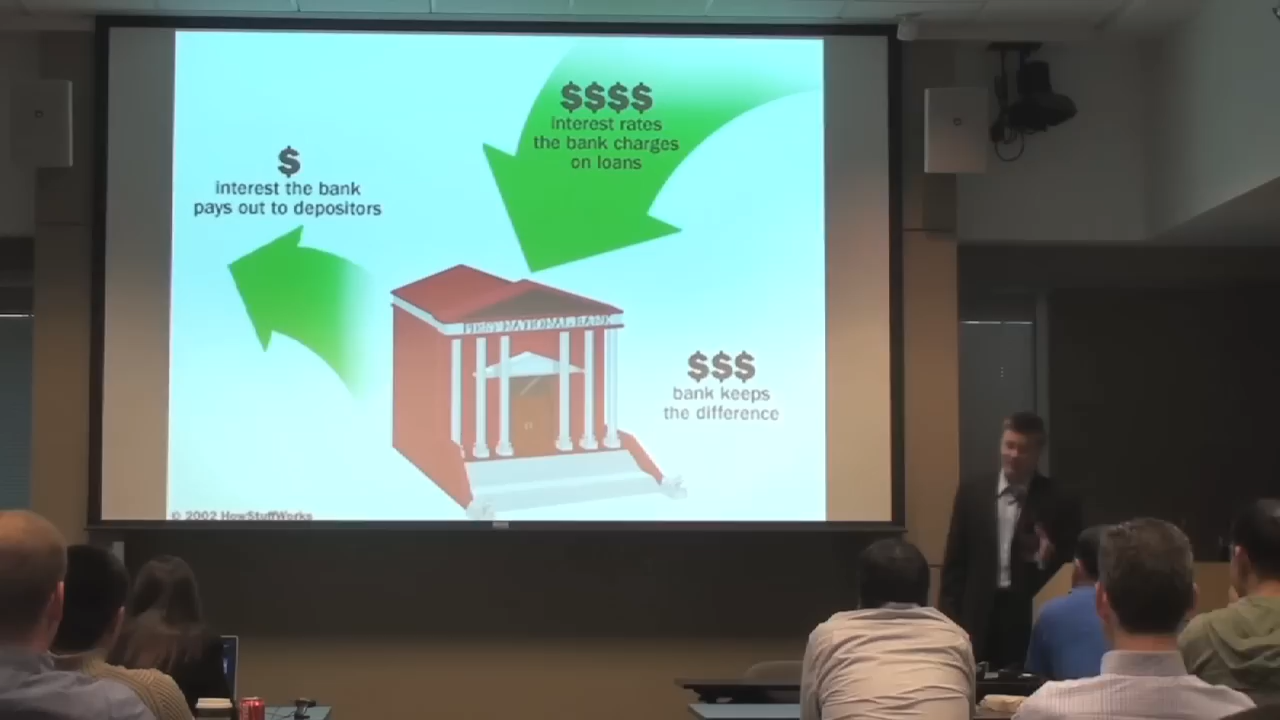 $$$$
interest rates
the bank charges
on loans
$
interest the bank
pays out to depositors
FIRST NATIONAL BANK
$$$
bank keeps
the difference
© 2002 HowStuffWorks